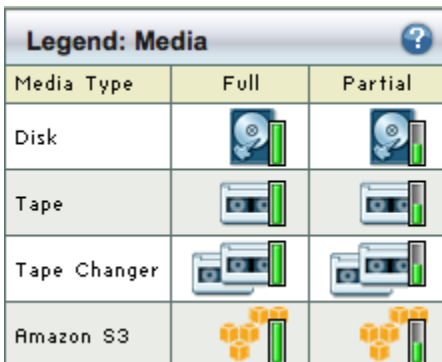 Legend: Media ?
Media Type Full Partial
Disk
Tape
Tape Changer
Amazon S3